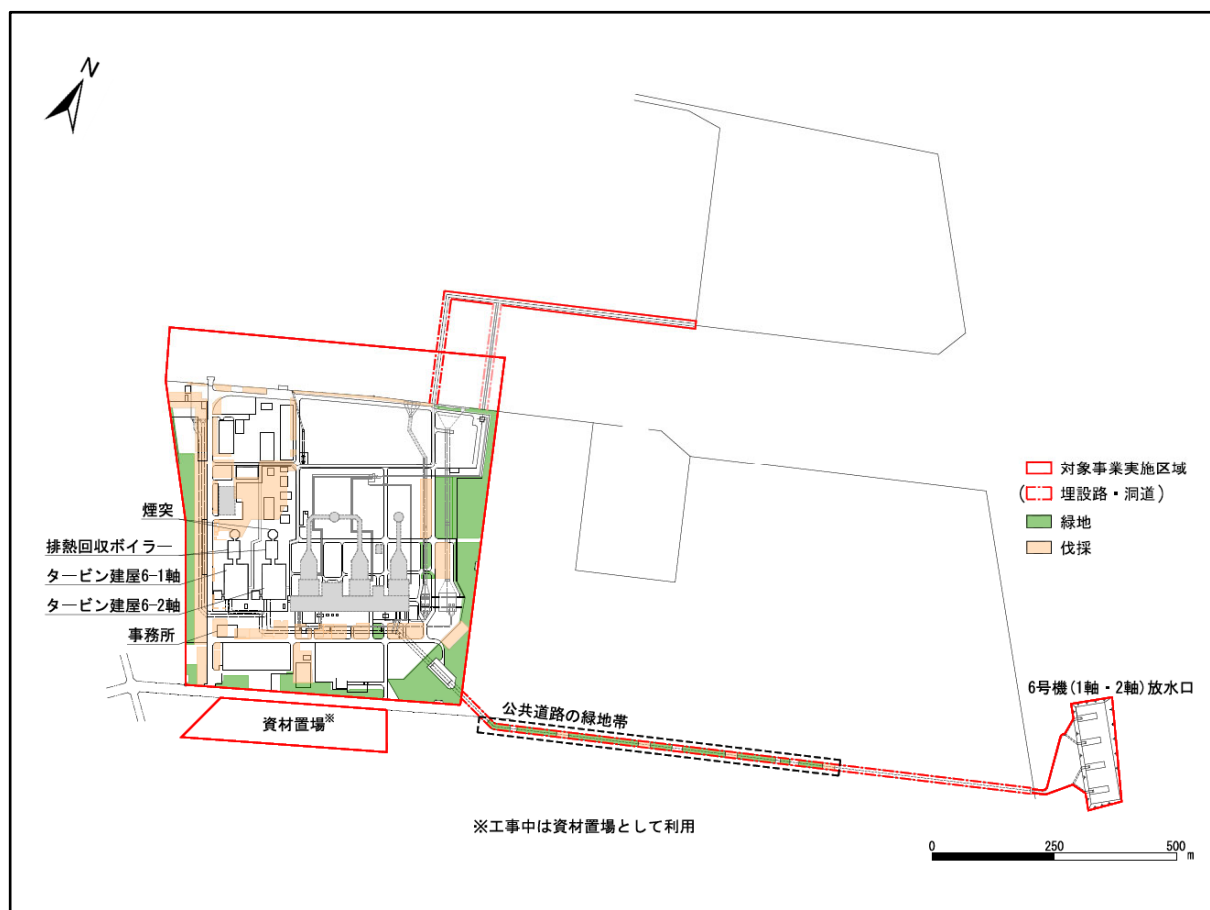 N
対象事業実施区域
(埋設路・洞道)
緑地
伐採
煙突
排熱回収ボイラー
タービン建屋6-1軸
タービン建屋6-2軸
事務所
6号機(1軸・2軸)放水口
公共道路の緑地帯
資材置場※
※工事中は資材置場として利用
0 250 500 m